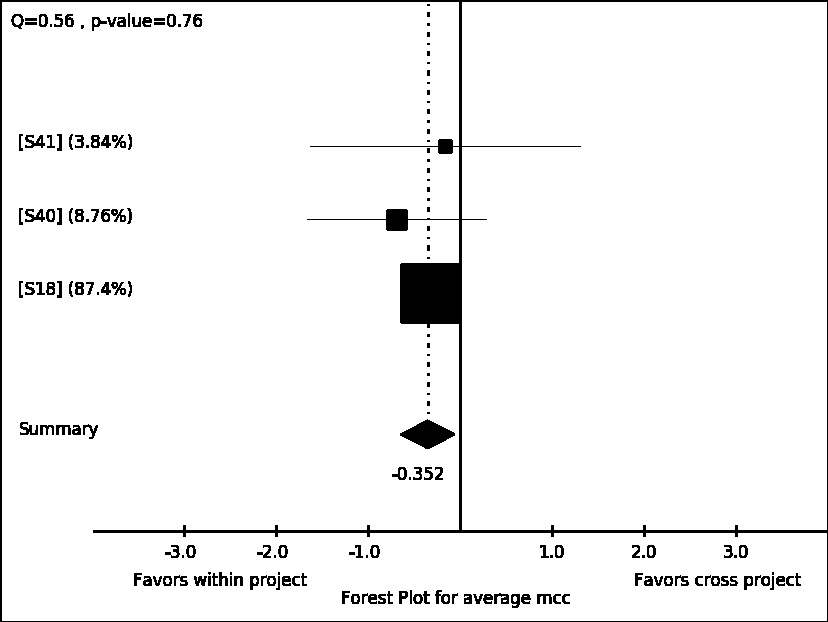 Q=0.56 , p-value=0.76
[S41] (3.84%)
[S40] (8.76%)
[S18] (87.4%)
Summary
-0.352
-3.0 -2.0 -1.0 1.0 2.0 3.0
Favors within project Favors cross project
Forest Plot for average mcc